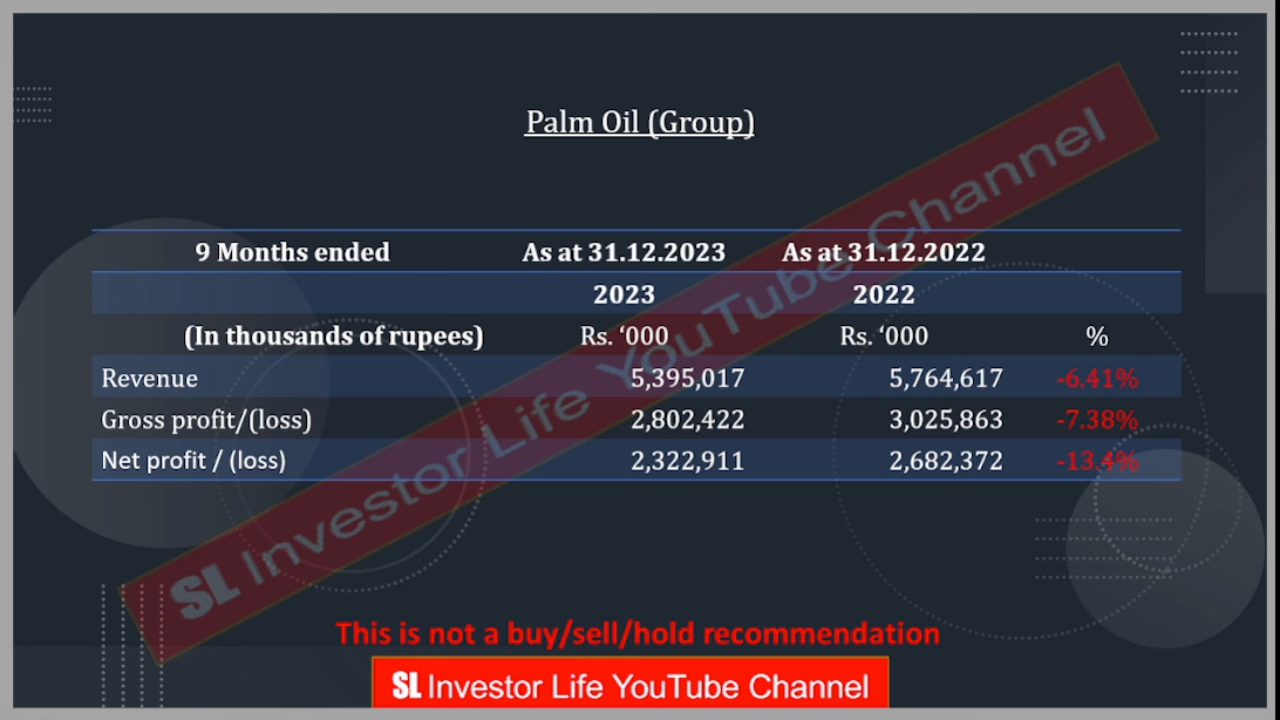 Palm Oil (Group)
9 Months ended As at 31.12.2023 As at 31.12.2022
2023 2022
(In thousands of rupees) Rs. ‘000 Rs. ‘000 %
Revenue 5,395,017 5,764,617 -6.41%
Gross profit/(loss) 2,802,422 3,025,863 -7.38%
Net profit / (loss) 2,322,911 2,682,372 -13.4%
SL Investor Life YouTube Channel
This is not a buy/sell/hold recommendation
SL Investor Life YouTube Channel